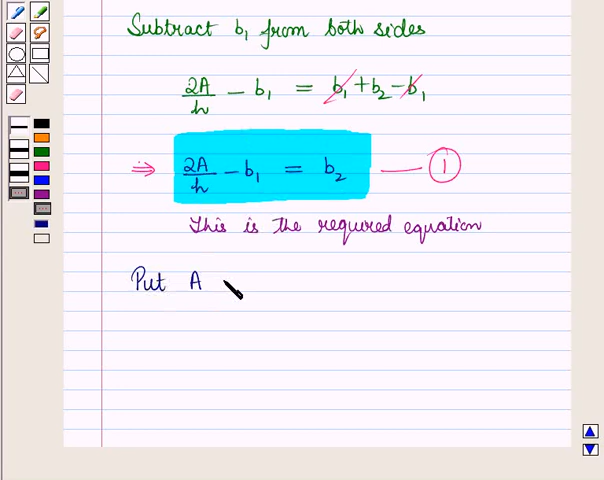 Subtract b₁ from both sides
2A/h - b₁ = b₁ + b₂ - b₁
⇒ 2A/h - b₁ = b₂ — ①
This is the required equation
Put A